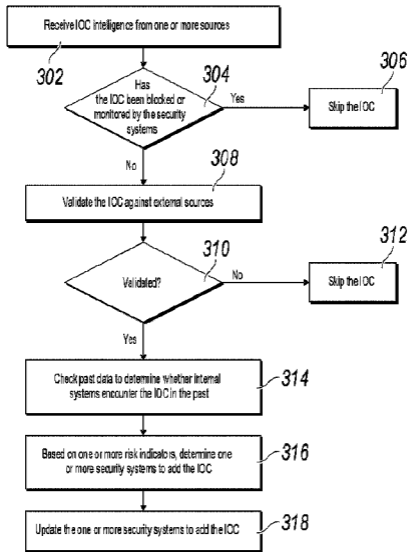 Receive IOC intelligence from one or more sources
302
Has
the IOC been blocked or
monitored by the security
systems
304
Yes
306
Skip the IOC
No
308
Validate the IOC against external sources
310
Validated?
No
312
Skip the IOC
Yes
Check past data to determine whether internal
systems encounter the IOC in the past
314
Based on one or more risk indicators, determine one
or more security systems to add the IOC
316
Update the one or more security systems to add the IOC
318